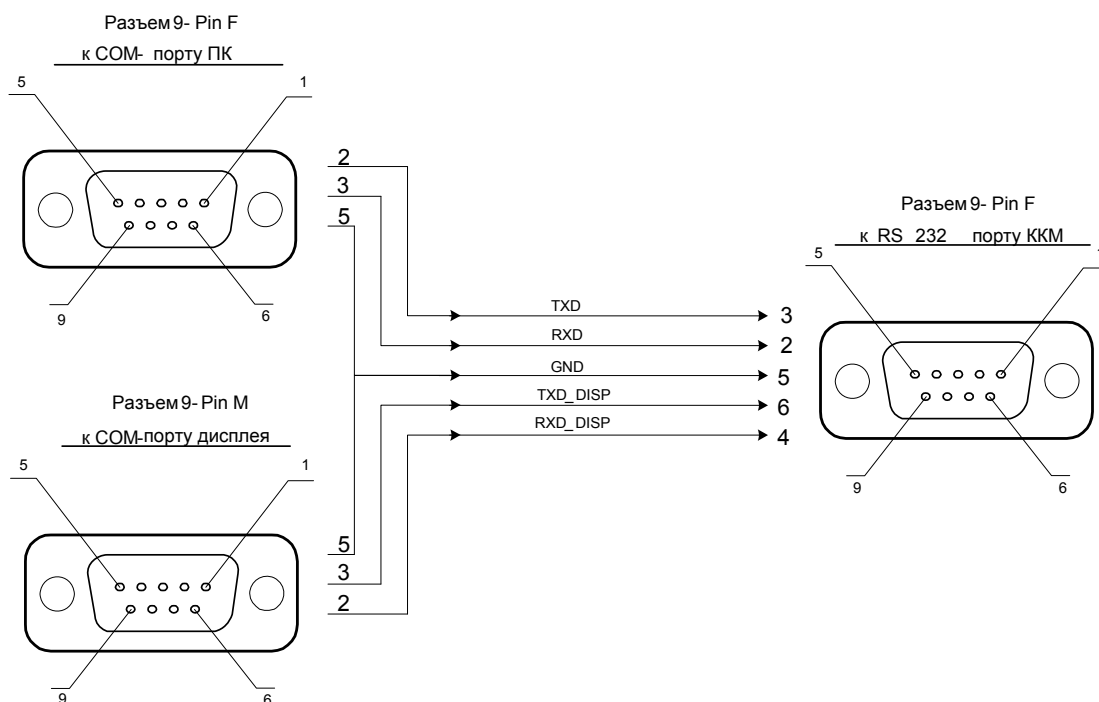 Разъем 9- Pin F
к COM- порту ПК
5 1
2
3
5
9 6
Разъем 9- Pin F
к RS 232 порту ККМ
5
TXD 3
RXD 2
GND 5
TXD_DISP 6
RXD_DISP 4
9 6
Разъем 9- Pin M
к COM-порту дисплея
5 1
5
3
2
9 6